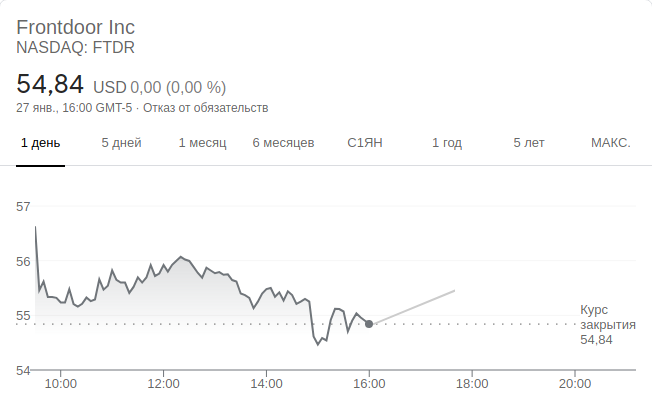 Frontdoor Inc
NASDAQ: FTDR
54,84 USD 0,00 (0,00 %)
27 янв., 16:00 GMT-5 · Отказ от обязательств
1 день 5 дней 1 месяц 6 месяцев С1ЯН 1 год 5 лет МАКС.
57
56
55
54
Курс
закрытия
54,84
10:00 12:00 14:00 16:00 18:00 20:00